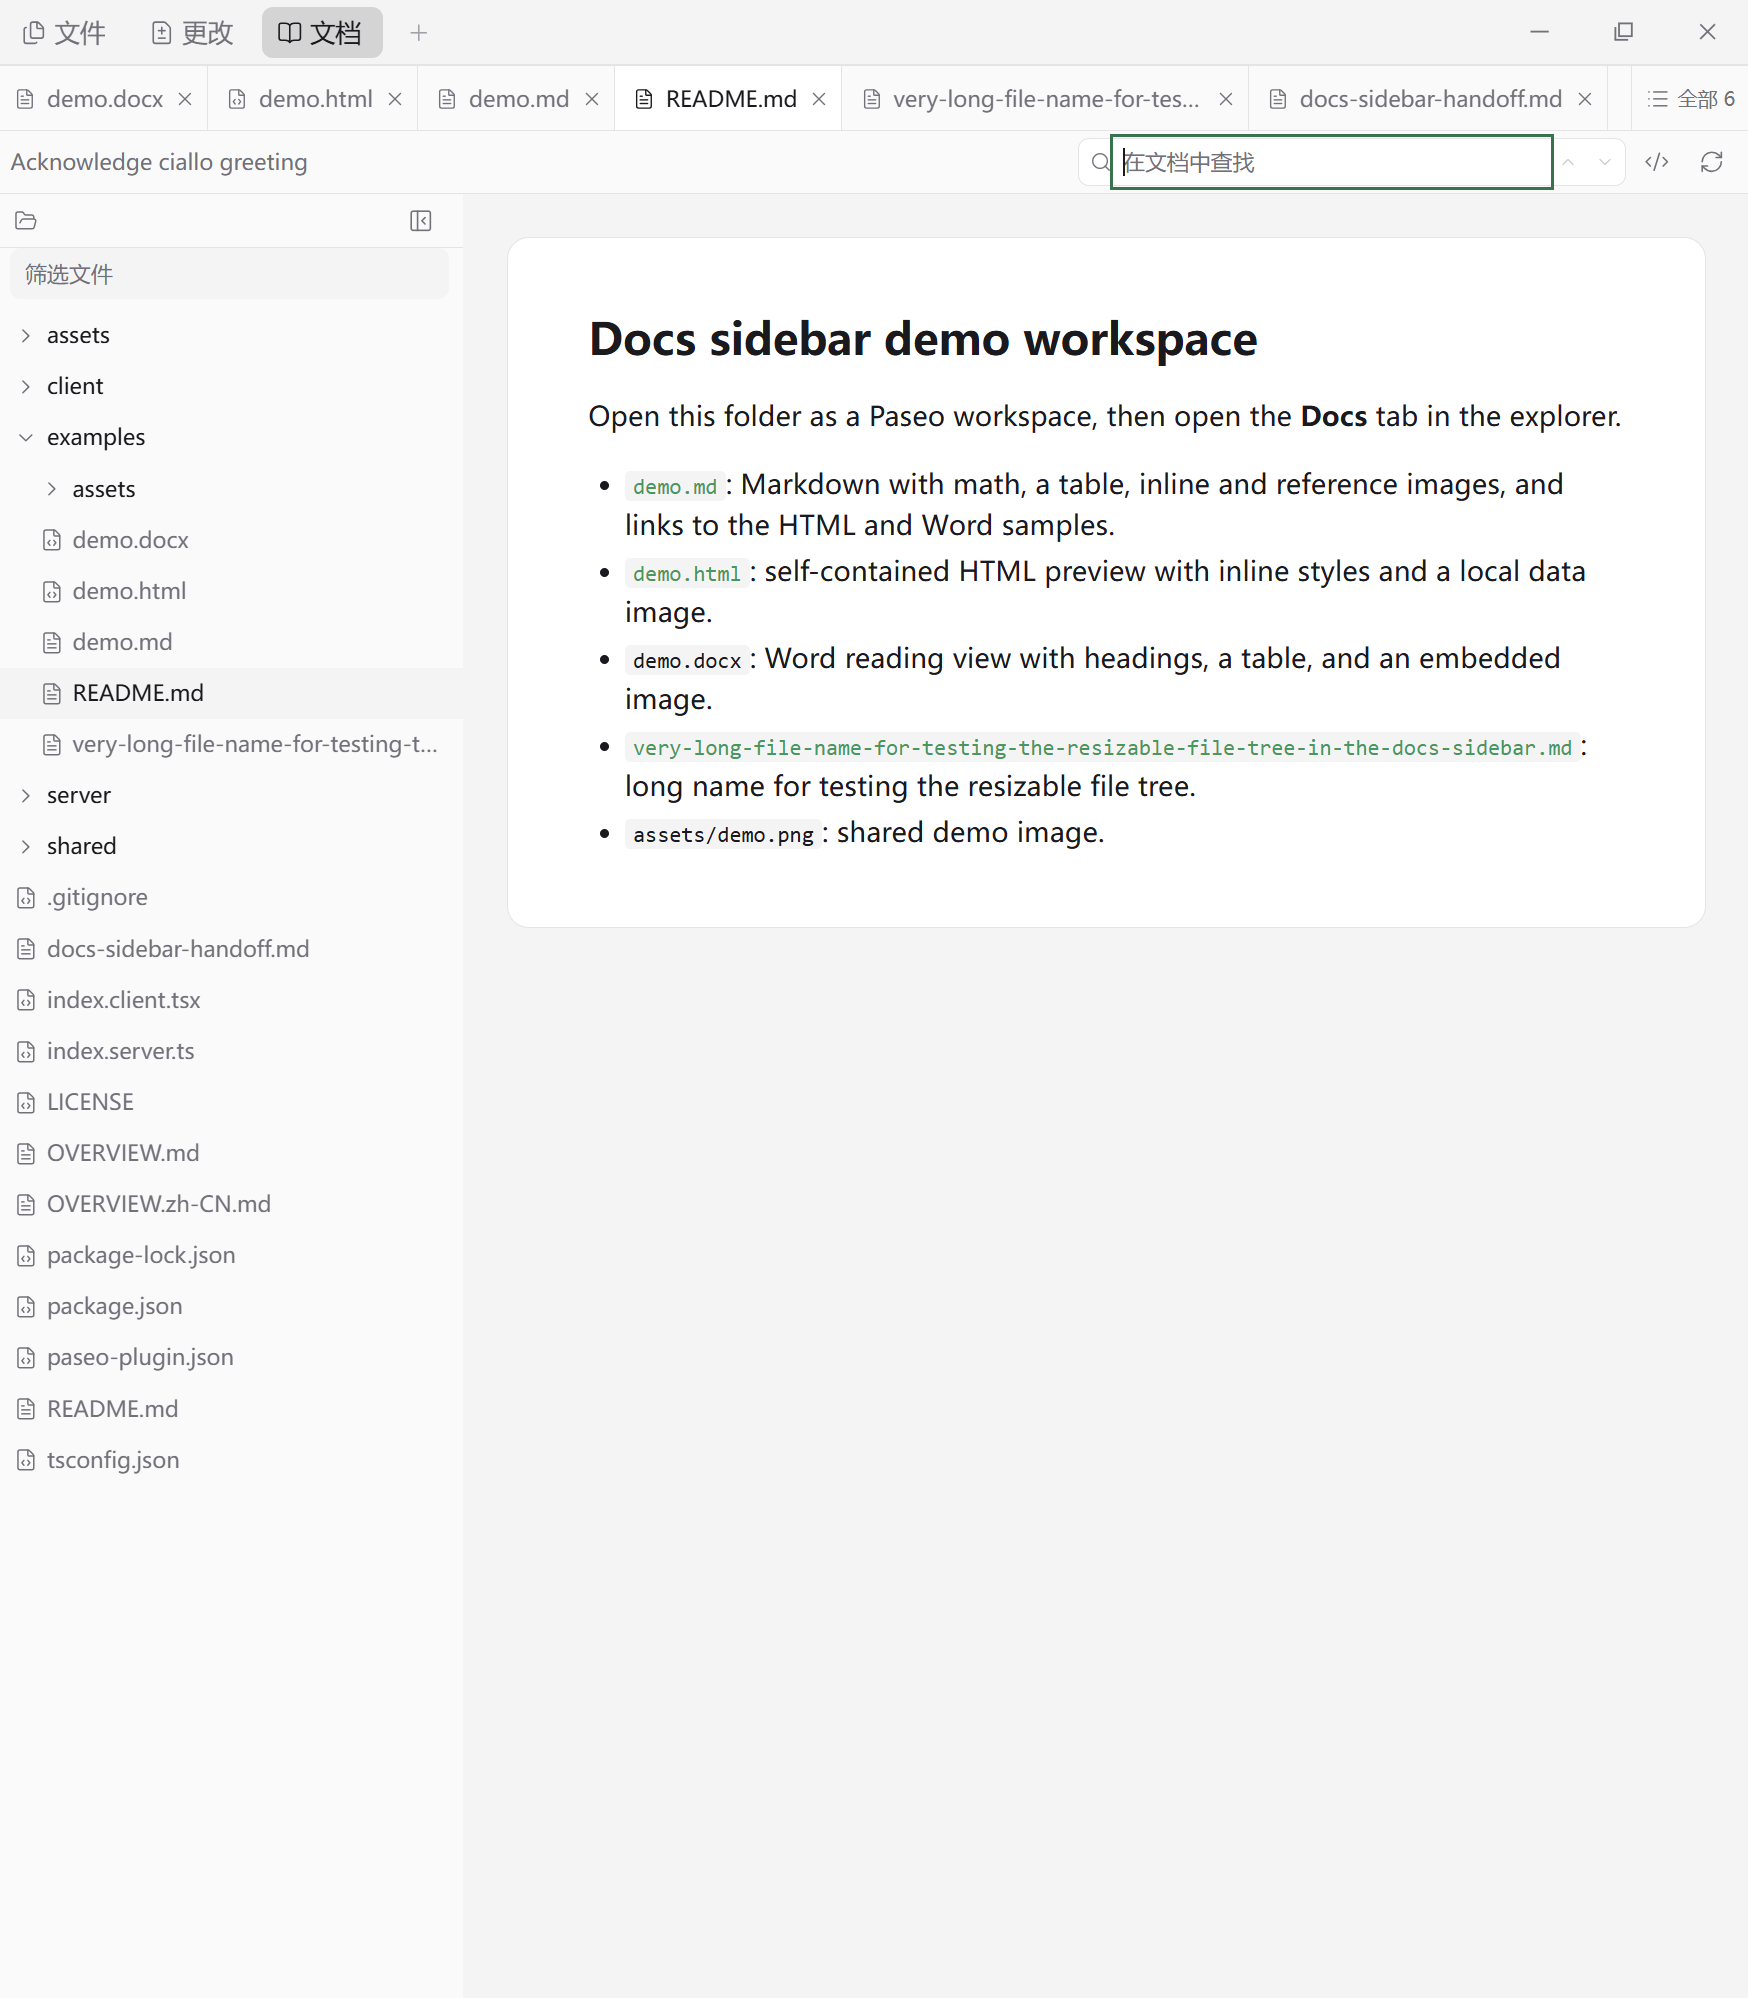 文件
更改
文档
demo.docx
demo.html
demo.md
README.md
very-long-file-name-for-tes...
docs-sidebar-handoff.md
全部 6
Acknowledge ciallo greeting
在文档中查找
筛选文件
assets
client
examples
assets
demo.docx
demo.html
demo.md
README.md
very-long-file-name-for-testing-t...
server
shared
.gitignore
docs-sidebar-handoff.md
index.client.tsx
index.server.ts
LICENSE
OVERVIEW.md
OVERVIEW.zh-CN.md
package-lock.json
package.json
paseo-plugin.json
README.md
tsconfig.json
Docs sidebar demo workspace
Open this folder as a Paseo workspace, then open the Docs tab in the explorer.
• demo.md: Markdown with math, a table, inline and reference images, and
links to the HTML and Word samples.
• demo.html: self-contained HTML preview with inline styles and a local data
image.
• demo.docx: Word reading view with headings, a table, and an embedded
image.
• very-long-file-name-for-testing-the-resizable-file-tree-in-the-docs-sidebar.md:
long name for testing the resizable file tree.
• assets/demo.png: shared demo image.